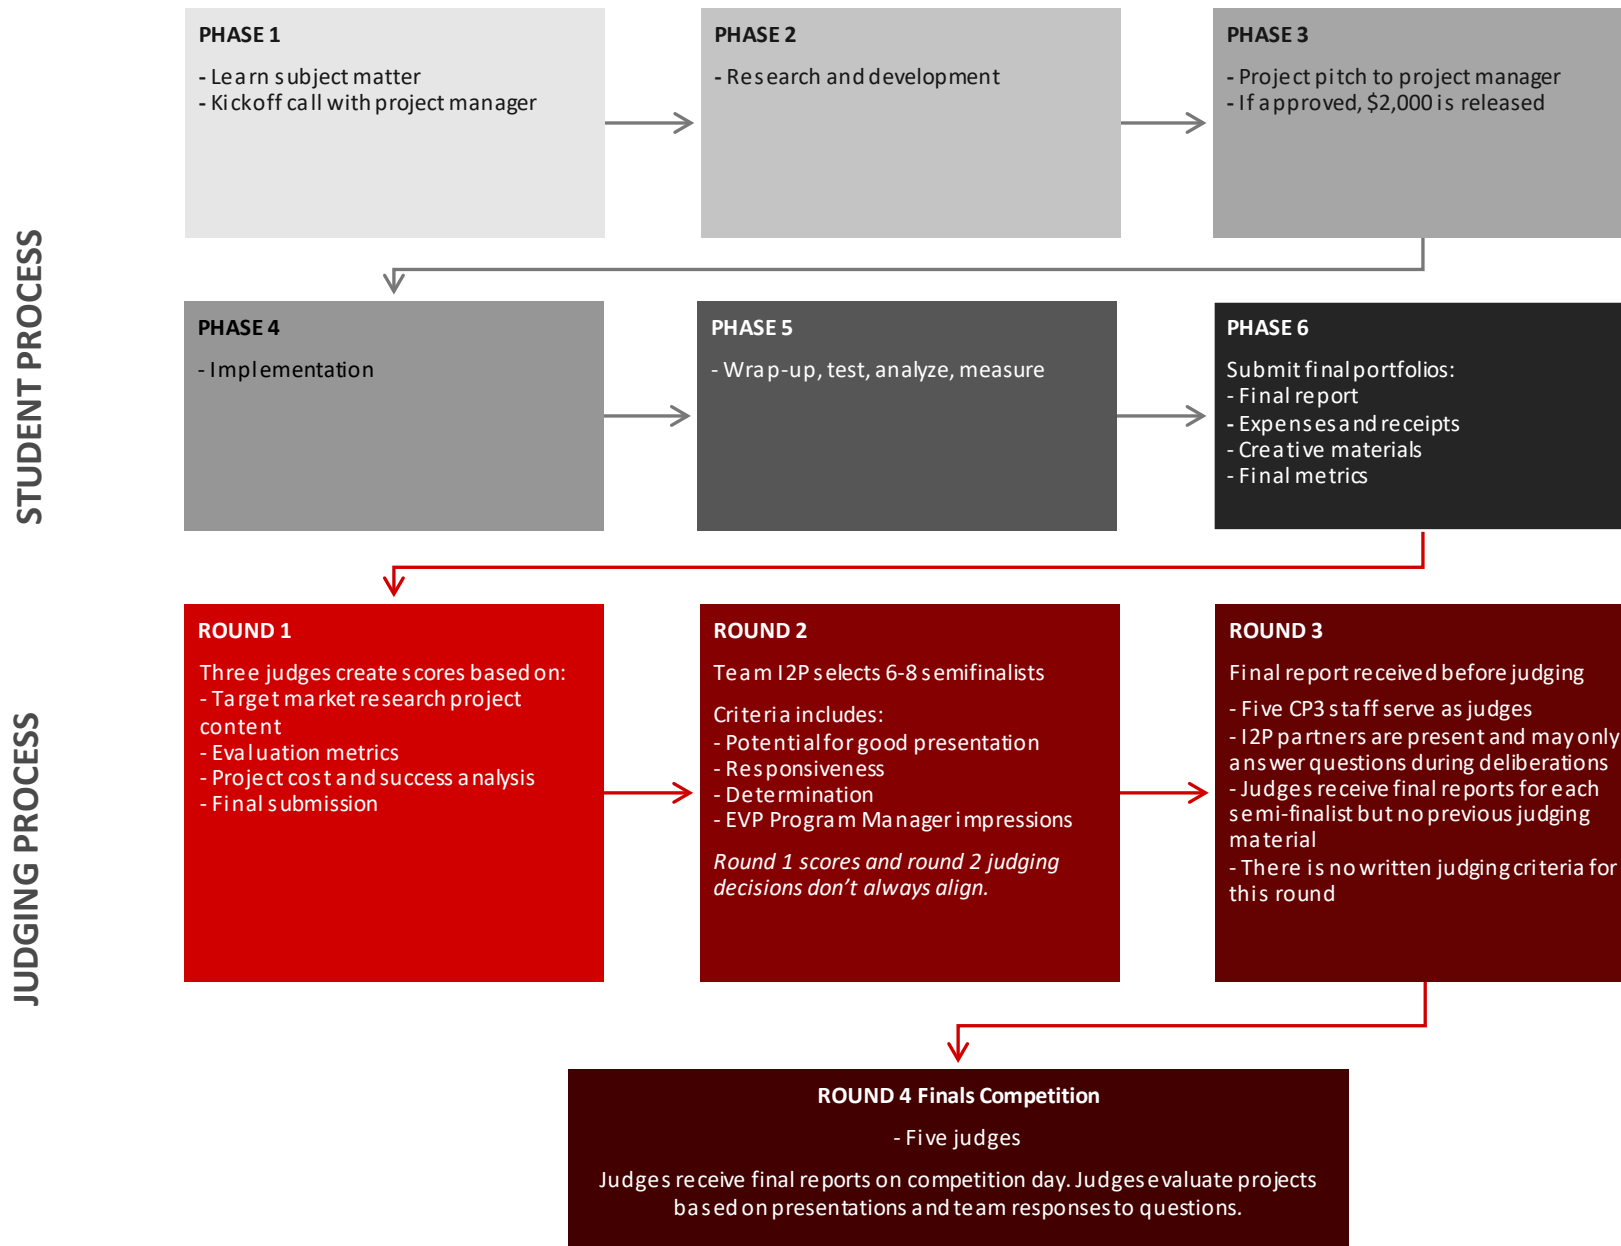 PHASE 1
- Learn subject matter
- Kickoff call with project manager
PHASE 2
- Research and development
PHASE 3
- Project pitch to project manager
- If approved, $2,000 is released
STUDENT PROCESS
PHASE 4
- Implementation
PHASE 5
- Wrap-up, test, analyze, measure
PHASE 6
Submit final portfolios:
- Final report
- Expenses and receipts
- Creative materials
- Final metrics
JUDGING PROCESS
ROUND 1
Three judges create scores based on:
- Target market research project
content
- Evaluation metrics
- Project cost and success analysis
- Final submission
ROUND 2
Team I2P selects 6-8 semifinalists
Criteria includes:
- Potential for good presentation
- Responsiveness
- Determination
- EVP Program Manager impressions
Round 1 scores and round 2 judging
decisions don’t always align.
ROUND 3
Final report received before judging
- Five CP3 staff serve as judges
- I2P partners are present and may only
answer questions during deliberations
- Judges receive final reports for each
semi-finalist but no previous judging
material
- There is no written judging criteria for
this round
ROUND 4 Finals Competition
- Five judges
Judges receive final reports on competition day. Judges evaluate projects
based on presentations and team responses to questions.